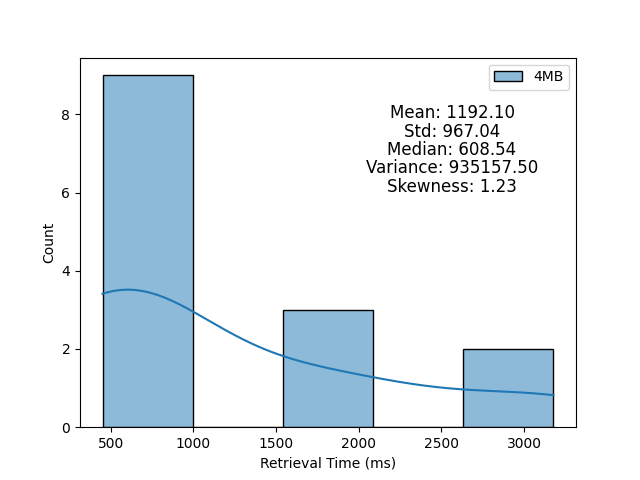 4MB
Mean: 1192.10
Std: 967.04
Median: 608.54
Variance: 935157.50
Skewness: 1.23
8
6
4
2
0
Count
500 1000 1500 2000 2500 3000
Retrieval Time (ms)